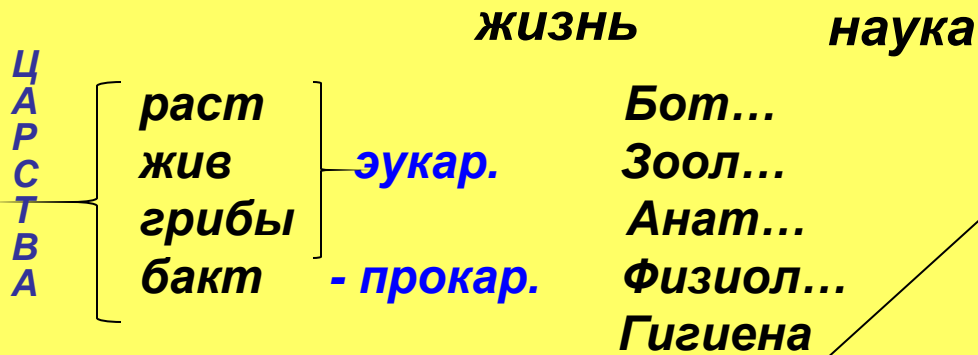 жизнь наука
ЦАРСТВА
раст Бот...
жив эукар. Зоол...
грибы Анат...
бакт - прокар. Физиол...
Гигиена